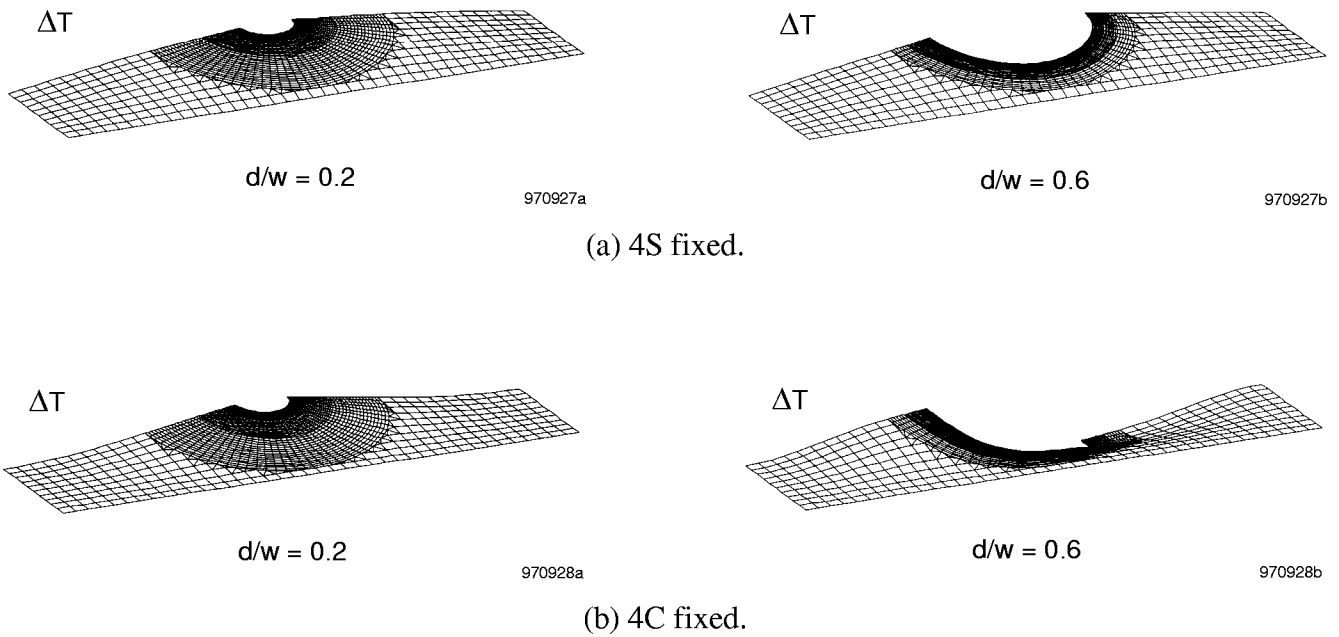 ΔT
ΔT
d/w = 0.2
d/w = 0.6
970927a
970927b
(a) 4S fixed.
ΔT
ΔT
d/w = 0.2
d/w = 0.6
970928a
970928b
(b) 4C fixed.